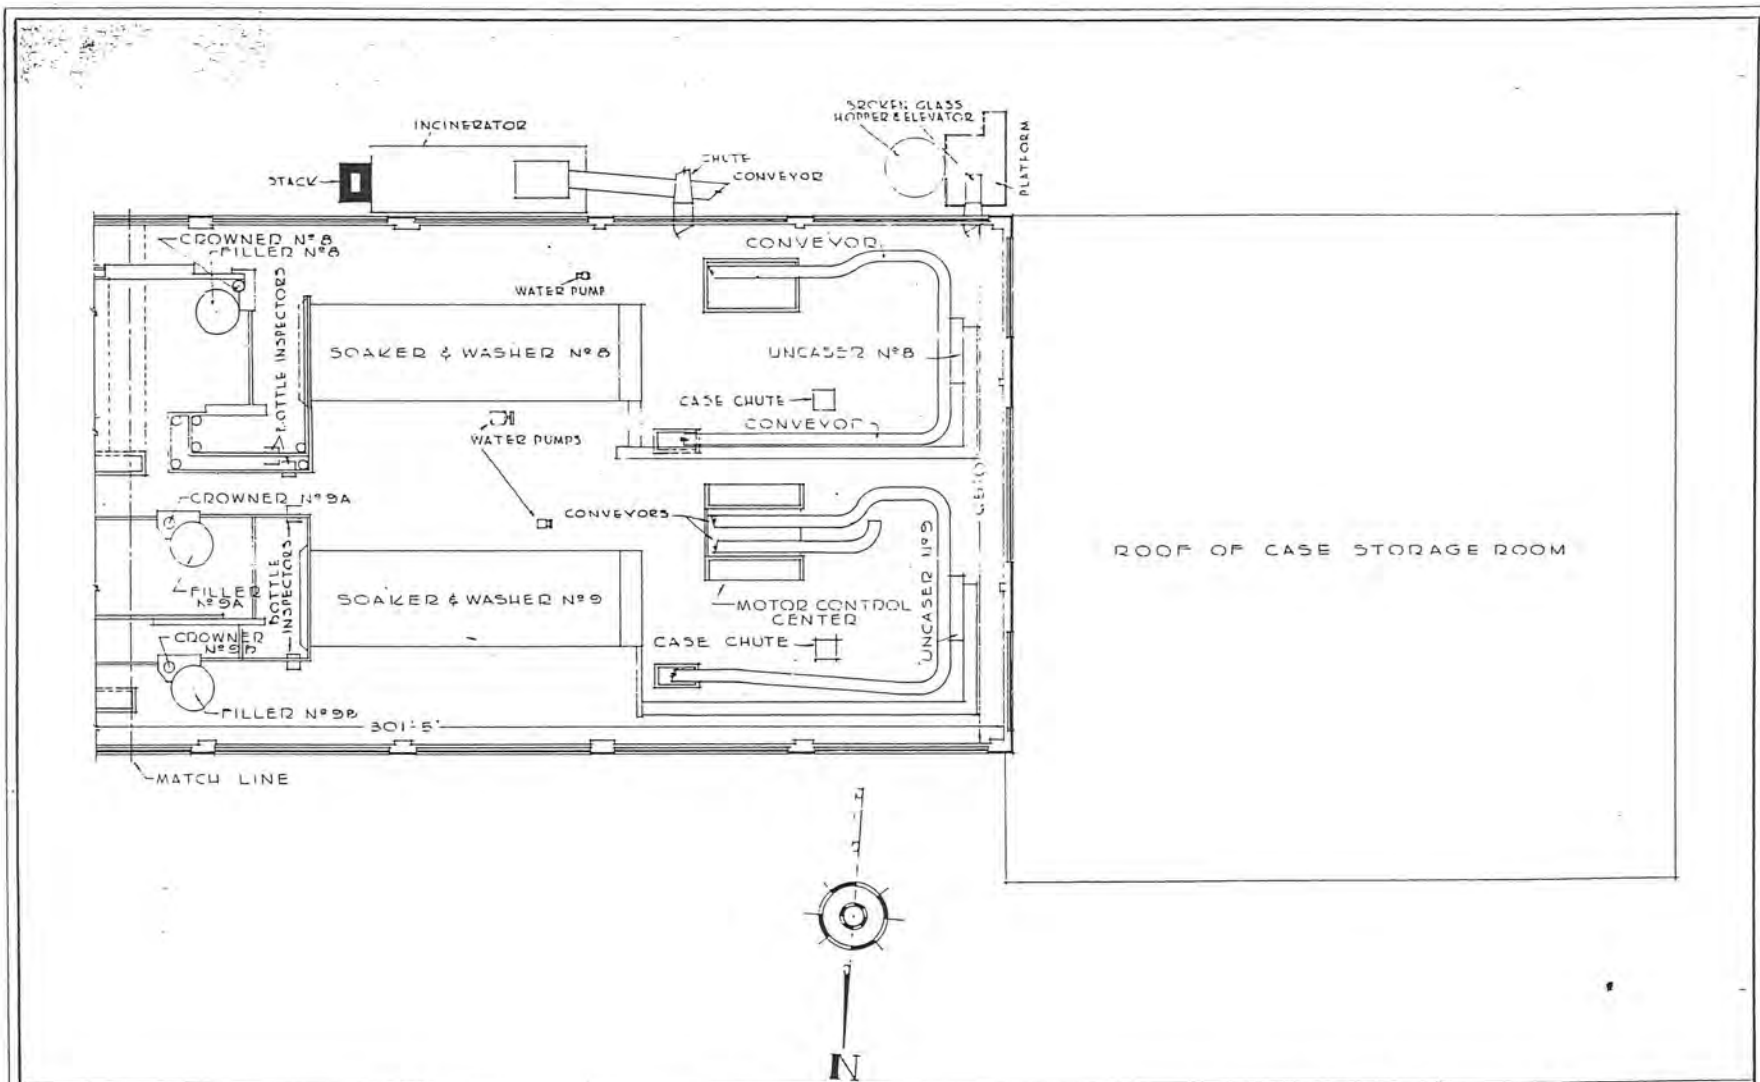 BROKEN GLASS
HOPPER & ELEVATOR
PLATFORM
INCINERATOR
CHUTE
CONVEYOR
STACK
CROWNER Nº 8
FILLER Nº 8
CONVEYOR
BOTTLE INSPECTORS
WATER PUMP
SOAKER & WASHER Nº 8
UNCASER Nº 8
CASE CHUTE
CONVEYOR
WATER PUMPS
CROWNER Nº 9A
CONVEYORS
BOTTLE
INSPECTORS
UNCASER Nº 9
ROOF OF CASE STORAGE ROOM
FILLER
Nº 9A
SOAKER & WASHER Nº 9
MOTOR CONTROL
CENTER
CROWNER
Nº 9B
CASE CHUTE
FILLER Nº 9B
301'-5"
MATCH LINE
N